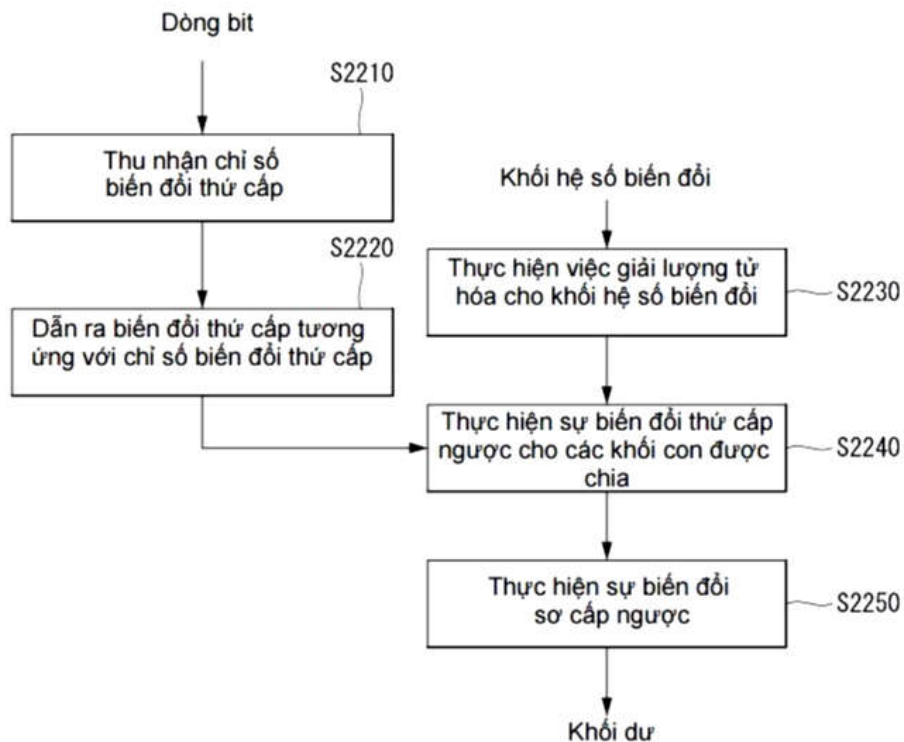 Dòng bit
S2210
Thu nhận chỉ số
biến đổi thứ cấp
S2220
Dẫn ra biến đổi thứ cấp tương
ứng với chỉ số biến đổi thứ cấp
Khối hệ số biến đổi
Thực hiện việc giải lượng tử
hóa cho khối hệ số biến đổi
S2230
Thực hiện sự biến đổi thứ cấp
ngược cho các khối con được
chia
S2240
Thực hiện sự biến đổi
sơ cấp ngược
S2250
Khối dư